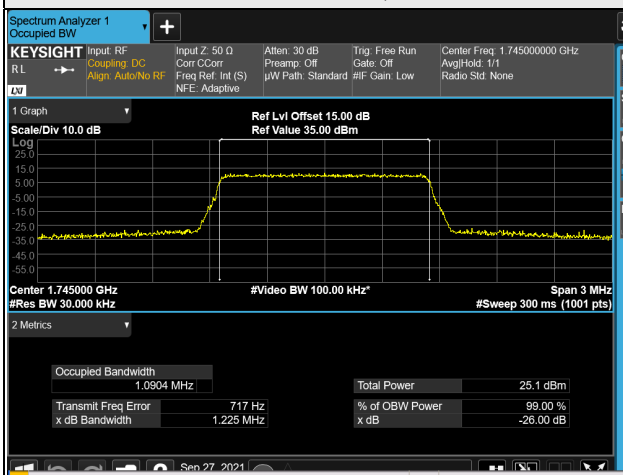 Spectrum Analyzer 1
Occupied BW
KEYSIGHT
R L
LXI
Input: RF
Coupling: DC
Align: Auto/No RF
Input Z: 50 Ω
Corr CCorr
Freq Ref: Int (S)
NFE: Adaptive
Atten: 30 dB
Preamp: Off
µW Path: Standard
Trig: Free Run
Gate: Off
#IF Gain: Low
Center Freq: 1.745000000 GHz
Avg|Hold: 1/1
Radio Std: None
1 Graph
Scale/Div 10.0 dB
Ref Lvl Offset 15.00 dB
Ref Value 35.00 dBm
Log
25.0
15.0
5.00
-5.00
-15.0
-25.0
-35.0
-45.0
-55.0
Center 1.745000 GHz
#Video BW 100.00 kHz*
Span 3 MHz
#Res BW 30.000 kHz
#Sweep 300 ms (1001 pts)
2 Metrics
Occupied Bandwidth
1.0904 MHz
Total Power 25.1 dBm
Transmit Freq Error 717 Hz
% of OBW Power 99.00 %
x dB Bandwidth 1.225 MHz
x dB -26.00 dB
Sep 27, 2021